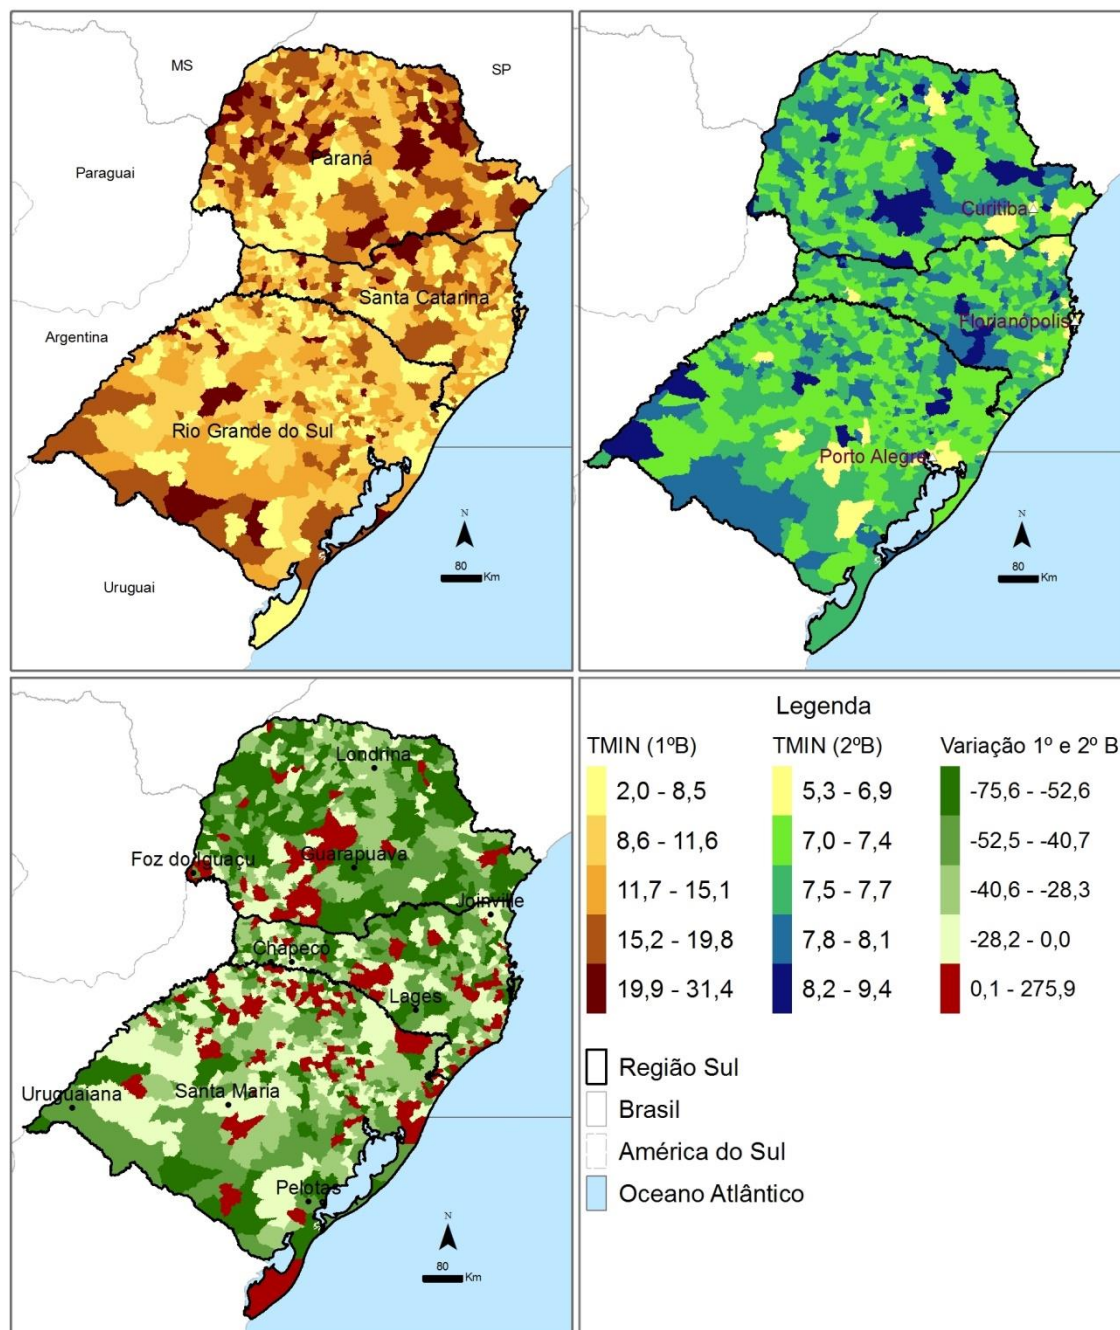 MS
SP
Paraná
Paraguai
Santa Catarina
Argentina
Rio Grande do Sul
Uruguai
N
80
Km
Curitiba
Florianópolis
Porto Alegre
N
80
Km
Londrina
Foz do Iguaçu
Guarapuava
Joinville
Chapecó
Lages
Uruguaiana
Santa Maria
Pelotas
N
80
Km
Legenda
TMIN (1ºB) TMIN (2ºB) Variação 1º e 2º B
2,0 - 8,5 5,3 - 6,9 -75,6 - -52,6
8,6 - 11,6 7,0 - 7,4 -52,5 - -40,7
11,7 - 15,1 7,5 - 7,7 -40,6 - -28,3
15,2 - 19,8 7,8 - 8,1 -28,2 - 0,0
19,9 - 31,4 8,2 - 9,4 0,1 - 275,9
Região Sul
Brasil
América do Sul
Oceano Atlântico